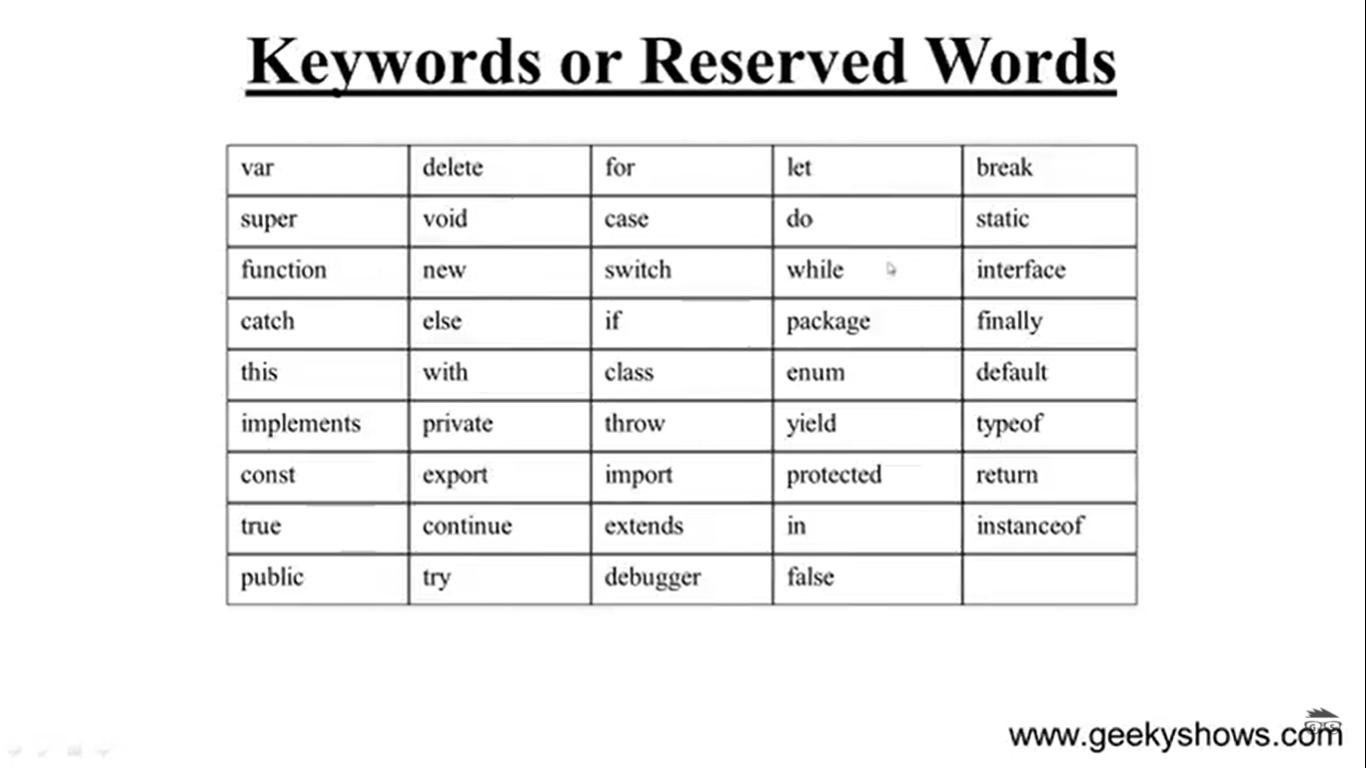 Keywords or Reserved Words
var delete for let break
super void case do static
function new switch while interface
catch else if package finally
this with class enum default
implements private throw yield typeof
const export import protected return
true continue extends in instanceof
public try debugger false
www.geekyshows.com